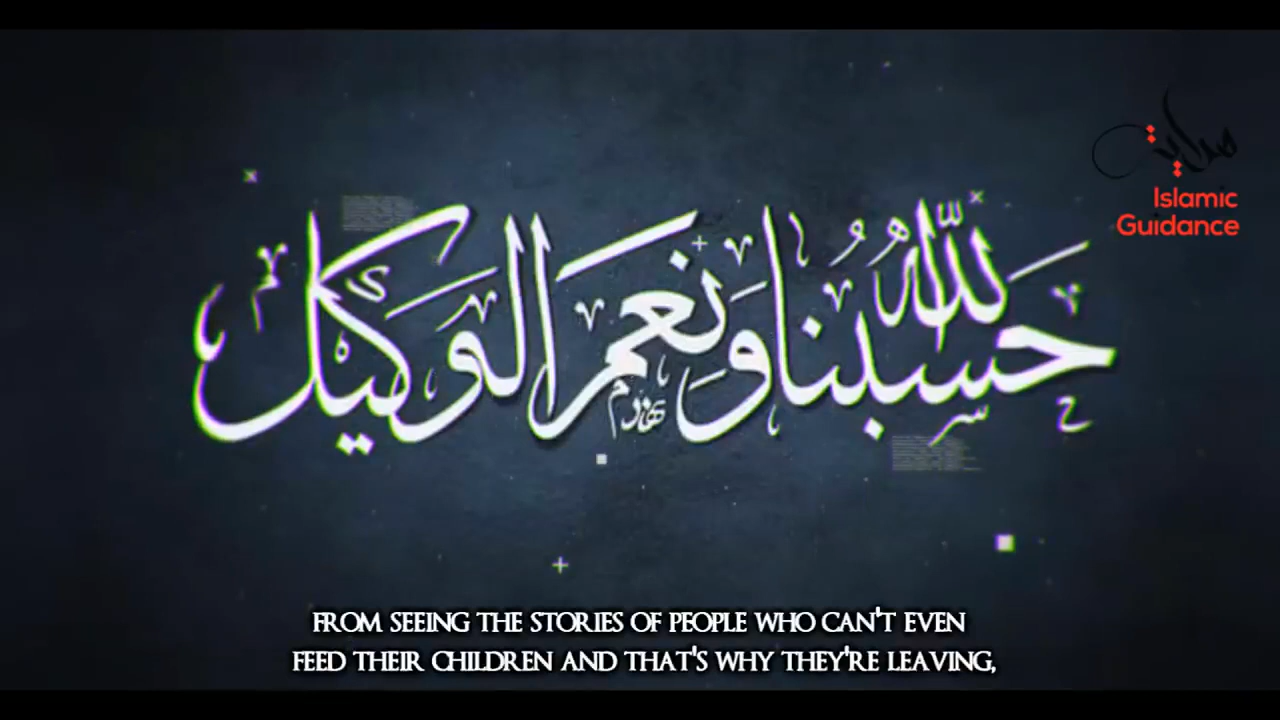 هداية
Islamic
Guidance
حسبنا الله ونعم الوكيل
FROM SEEING THE STORIES OF PEOPLE WHO CAN'T EVEN
FEED THEIR CHILDREN AND THAT'S WHY THEY'RE LEAVING,